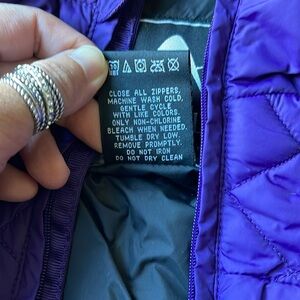 CLOSE ALL ZIPPERS,
MACHINE WASH COLD,
GENTLE CYCLE
WITH LIKE COLORS.
ONLY NON-CHLORINE
BLEACH WHEN NEEDED.
TUMBLE DRY LOW,
REMOVE PROMPTLY.
DO NOT IRON
DO NOT DRY CLEAN